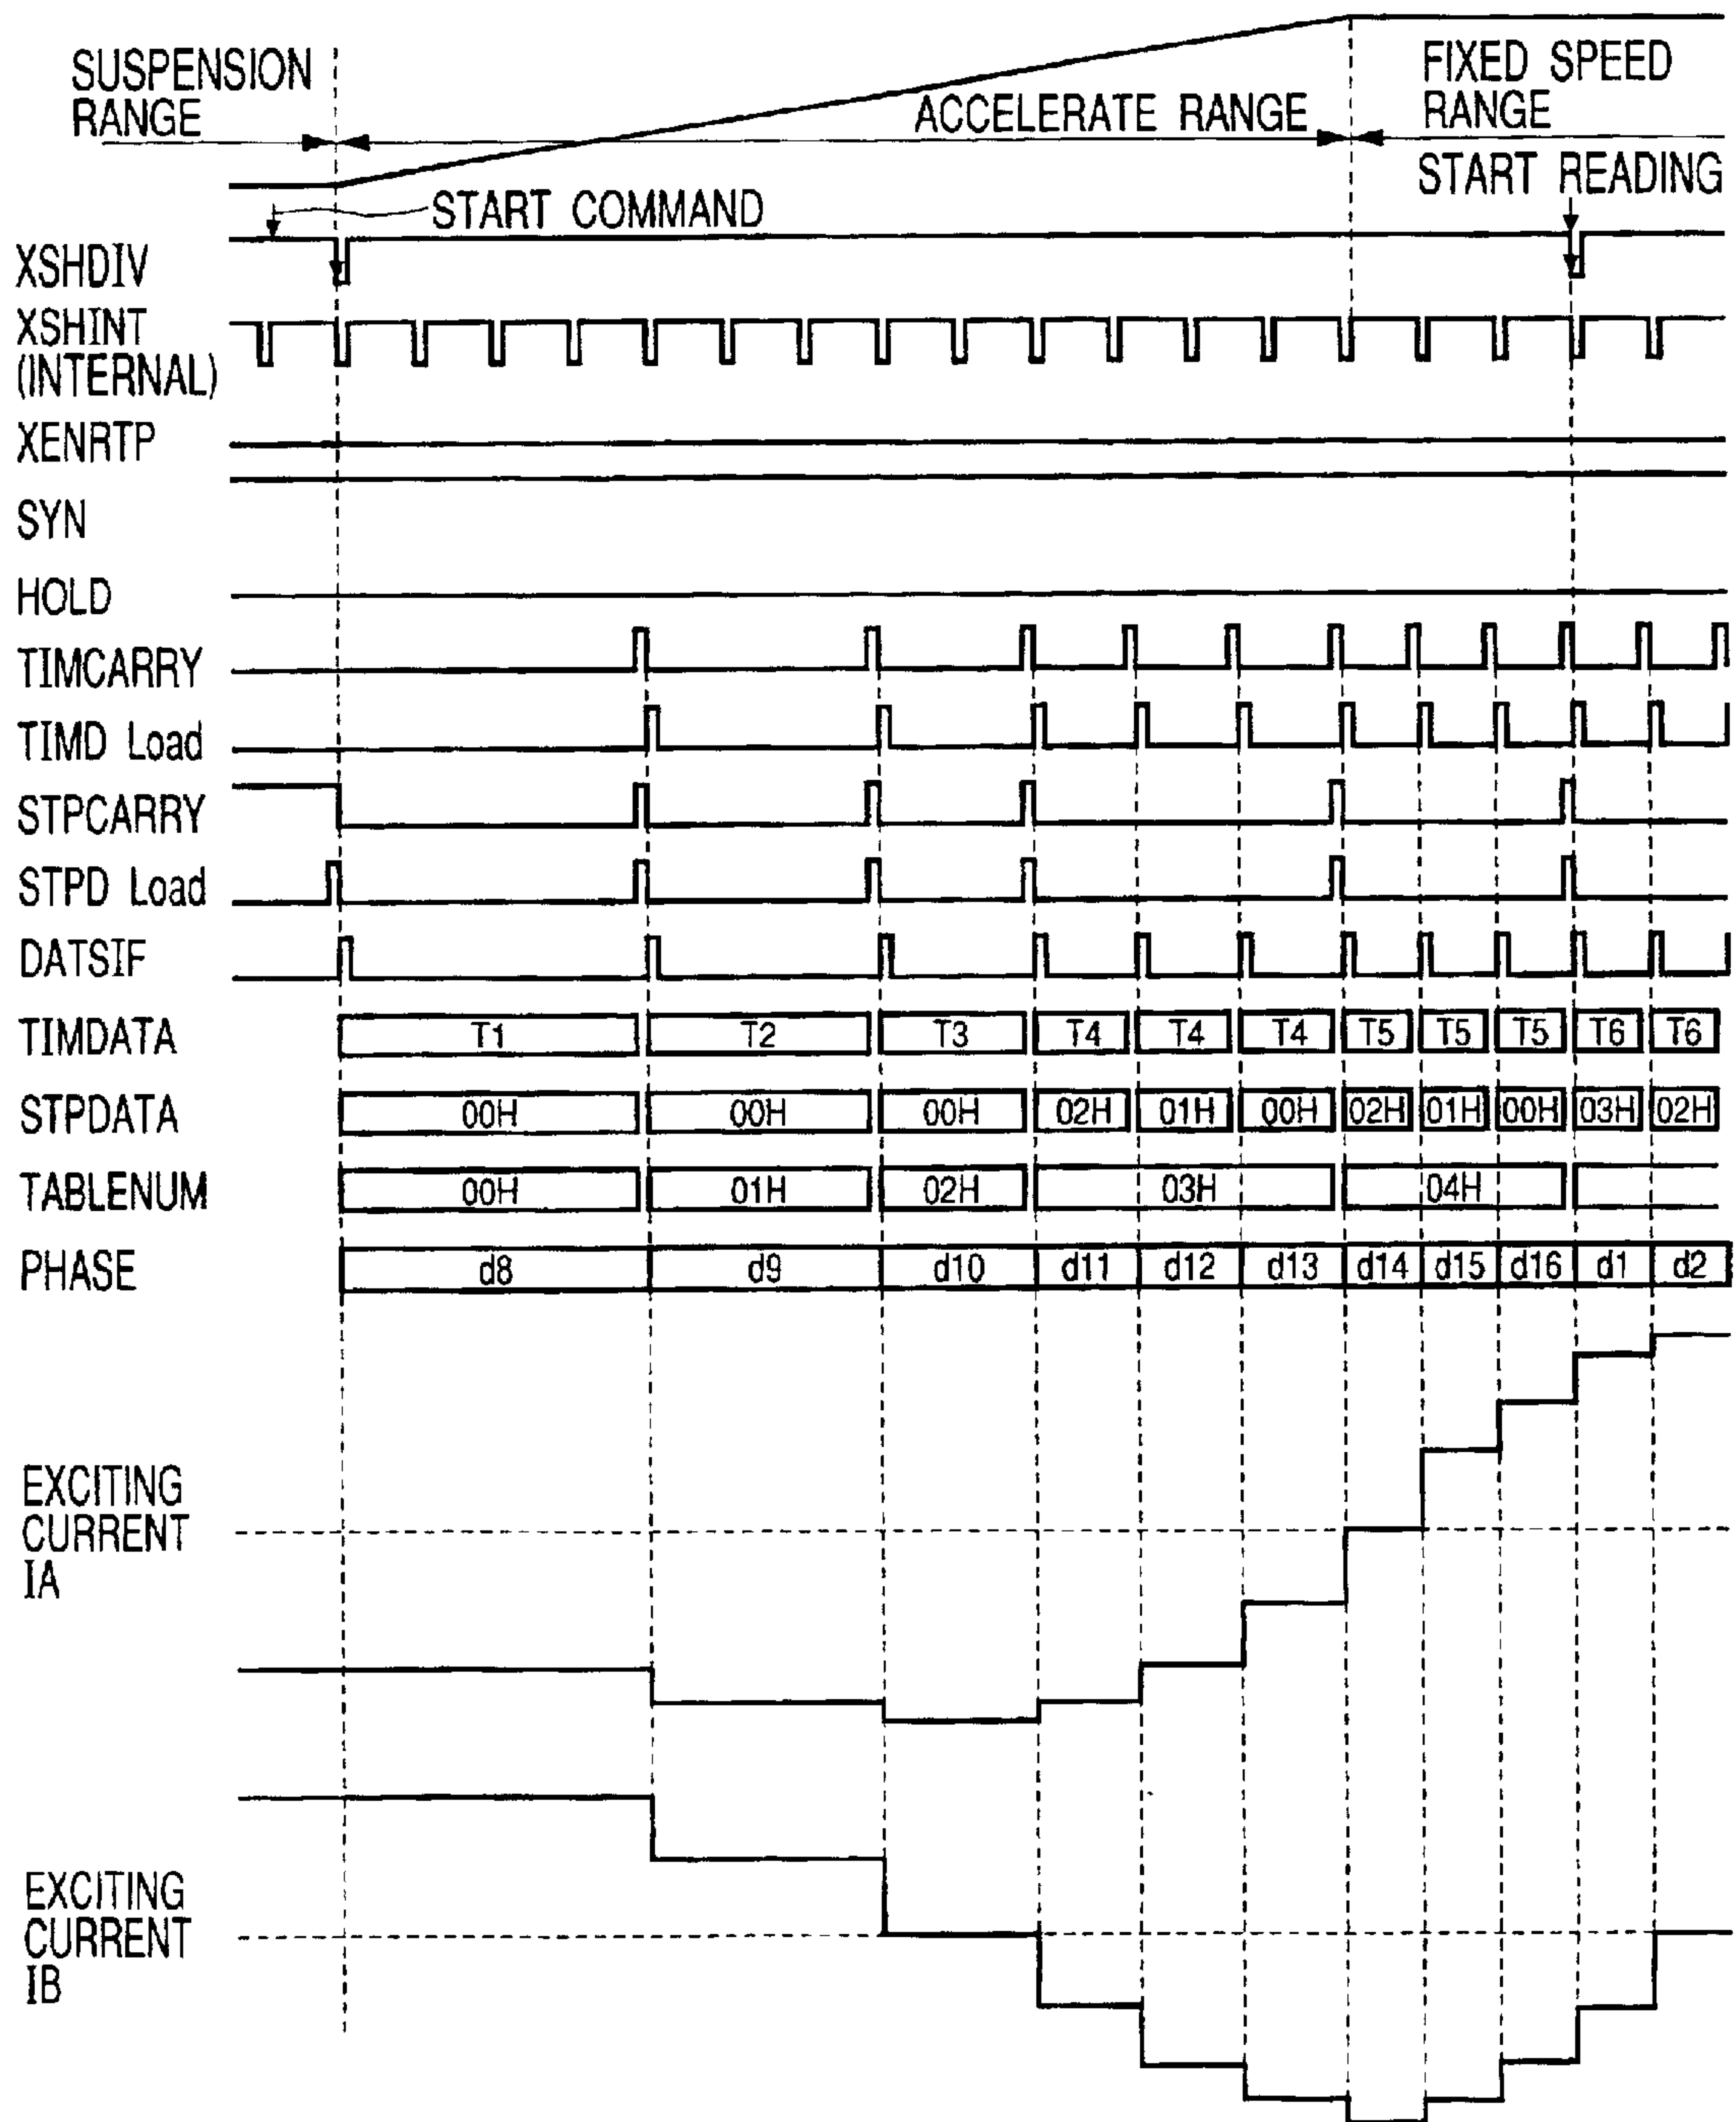 SUSPENSION
RANGE
ACCELERATE RANGE
FIXED SPEED
RANGE
START READING
START COMMAND
XSHDIV
XSHINT
(INTERNAL)
XENRTP
SYN
HOLD
TIMCARRY
TIMD Load
STPCARRY
STPD Load
DATSIF
TIMDATA T1 T2 T3 T4 T4 T4 T5 T5 T5 T6 T6
STPDATA 00H 00H 00H 02H 01H 00H 02H 01H 00H 03H 02H
TABLENUM 00H 01H 02H 03H 04H
PHASE d8 d9 d10 d11 d12 d13 d14 d15 d16 d1 d2
EXCITING
CURRENT
IA
EXCITING
CURRENT
IB